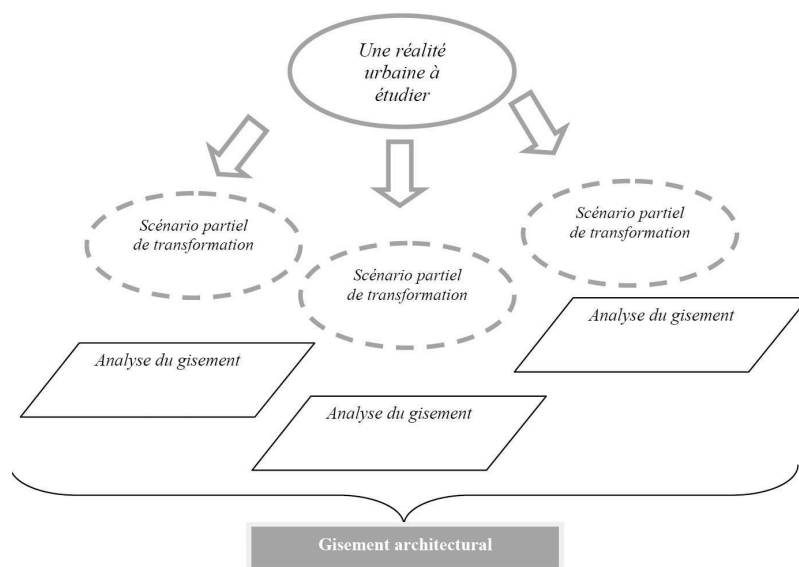 Une réalité
urbaine à
étudier
Scénario partiel
de transformation
Scénario partiel
de transformation
Scénario partiel
de transformation
Analyse du gisement
Analyse du gisement
Analyse du gisement
Gisement architectural